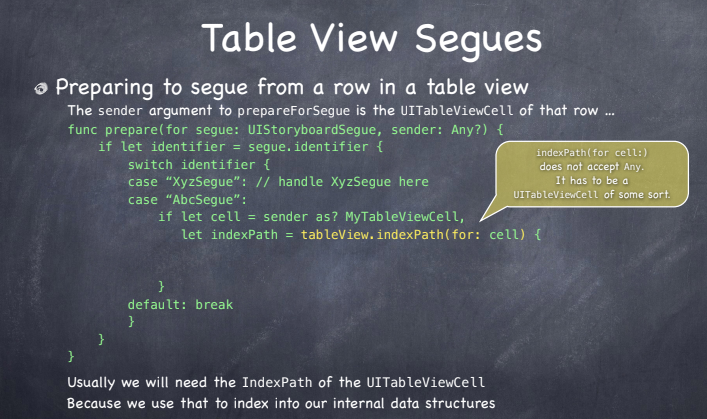 Table View Segues
Preparing to segue from a row in a table view
The sender argument to prepareForSegue is the UITableViewCell of that row ...
func prepare(for segue: UIStoryboardSegue, sender: Any?) {
    if let identifier = segue.identifier {
        switch identifier {
        case “XyzSegue”: // handle XyzSegue here
        case “AbcSegue”:
            if let cell = sender as? MyTableViewCell,
               let indexPath = tableView.indexPath(for: cell) {
            }
        default: break
        }
    }
}
indexPath(for cell:)
does not accept Any.
It has to be a
UITableViewCell of some sort.
Usually we will need the IndexPath of the UITableViewCell
Because we use that to index into our internal data structures